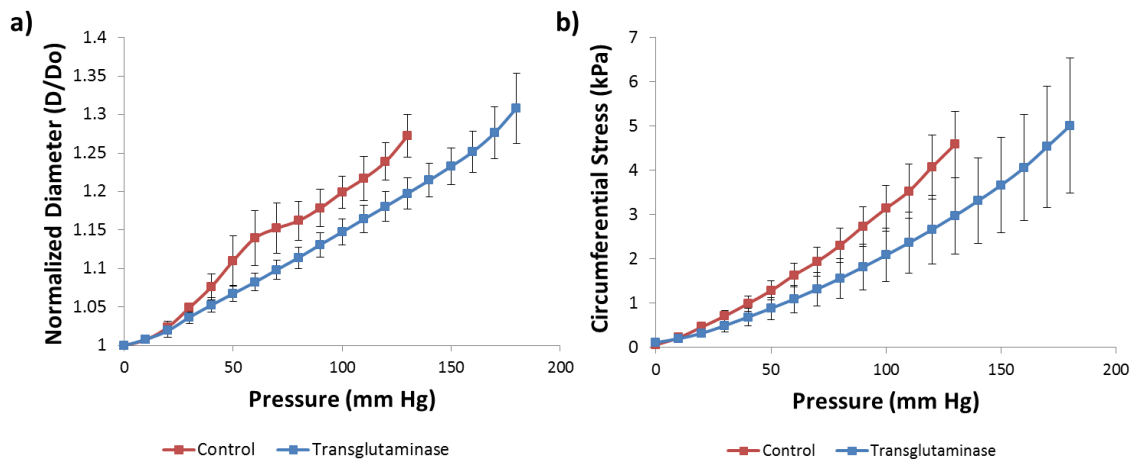 a)
Normalized Diameter (D/Do)
1.4
1.35
1.3
1.25
1.2
1.15
1.1
1.05
1
0 50 100 150 200
Pressure (mm Hg)
Control Transglutaminase
b)
Circumferential Stress (kPa)
7
6
5
4
3
2
1
0
0 50 100 150 200
Pressure (mm Hg)
Control Transglutaminase